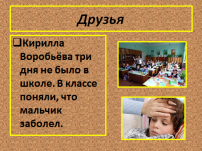 Друзья
❑Кирилла
Воробьёва три
дня не было в
школе. В классе
поняли, что
мальчик
заболел.